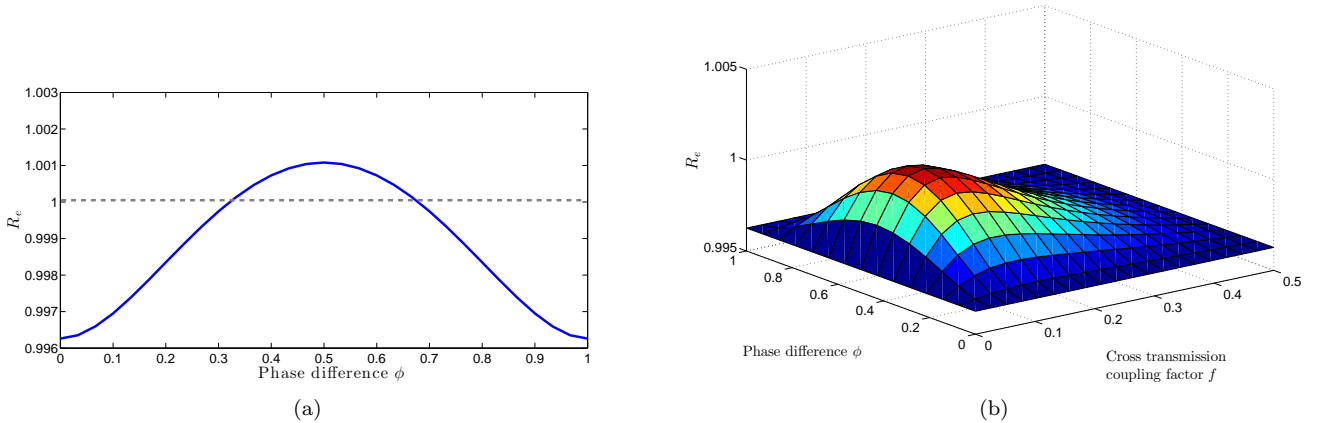 1.003
1.002
1.001
1
0.999
0.998
0.997
0.996
R_e
0 0.1 0.2 0.3 0.4 0.5 0.6 0.7 0.8 0.9 1
Phase difference ϕ
(a)
1.005
1
0.995
R_e
1 0.8 0.6 0.4 0.2 0
Phase difference ϕ
0 0.1 0.2 0.3 0.4 0.5
Cross transmission
coupling factor f
(b)